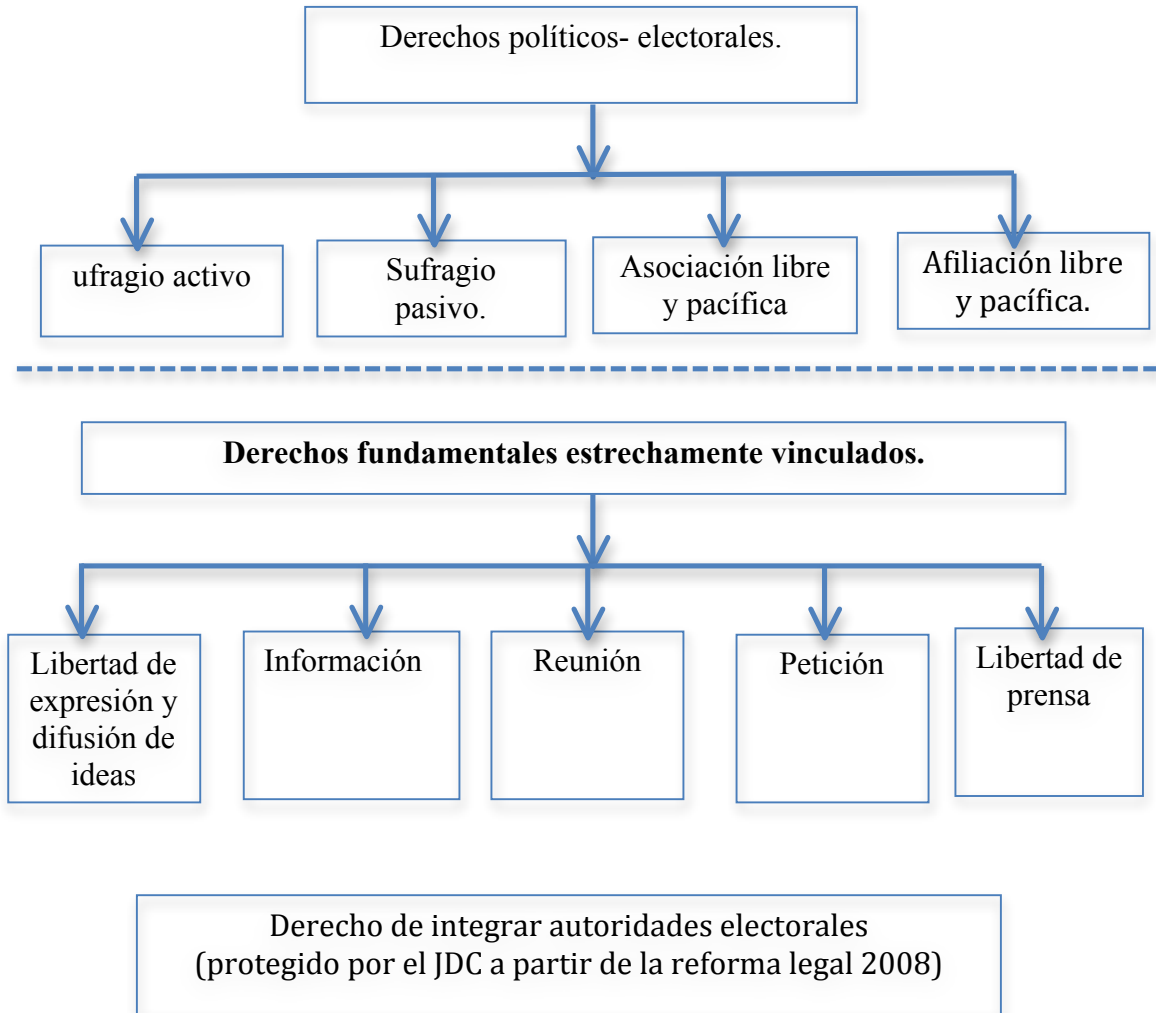 Derechos políticos- electorales.
ufragio activo
Sufragio
pasivo.
Asociación libre
y pacífica
Afiliación libre
y pacífica.
Derechos fundamentales estrechamente vinculados.
Libertad de
expresión y
difusión de
ideas
Información
Reunión
Petición
Libertad de
prensa
Derecho de integrar autoridades electorales
(protegido por el JDC a partir de la reforma legal 2008)